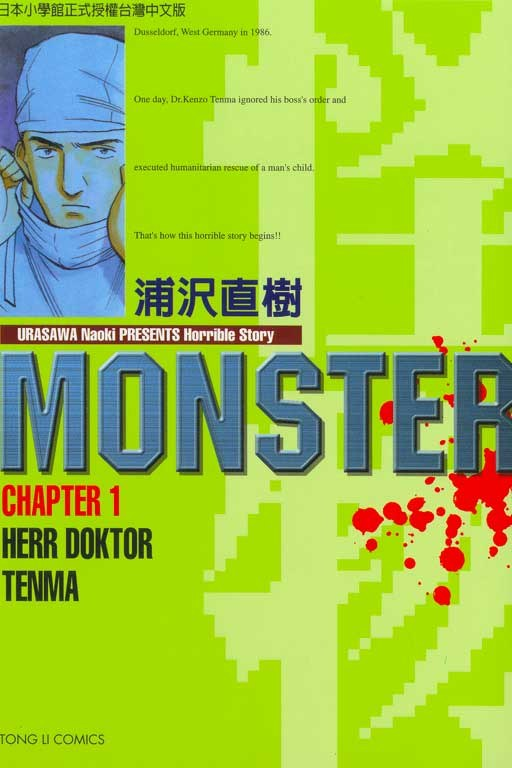 日本小學館正式授權台灣中文版
Dusseldorf, West Germany in 1986.
One day, Dr.Kenzo Tenma ignored his boss's order and
executed humanitarian rescue of a man's child.
That's how this horrible story begins!!
浦沢直樹
URASAWA Naoki PRESENTS Horrible Story
MONSTER
CHAPTER 1
HERR DOKTOR
TENMA
怪物
TONG LI COMICS